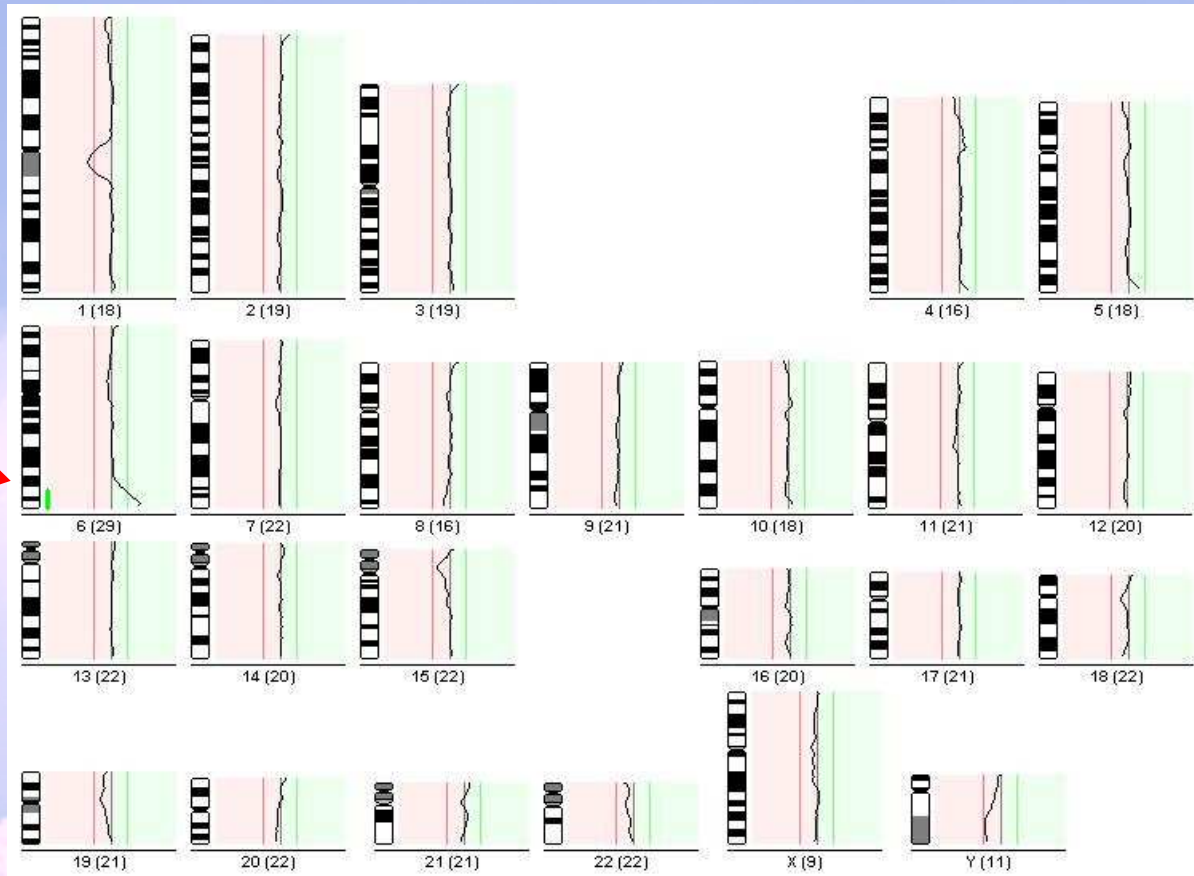 1 (18) 2 (19) 3 (19) 4 (16) 5 (18)
6 (29) 7 (22) 8 (16) 9 (21) 10 (18) 11 (21) 12 (20)
13 (22) 14 (20) 15 (22) 16 (20) 17 (21) 18 (22)
19 (21) 20 (22) 21 (21) 22 (22) X (9) Y (11)